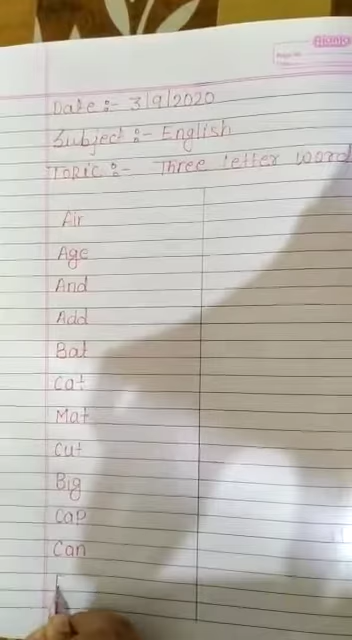 Date :- 3/9/2020
Subject :- English
Topic :- Three letter word
Air
Age
And
Add
Bat
Cat
Mat
Cut
Big
Cap
Can